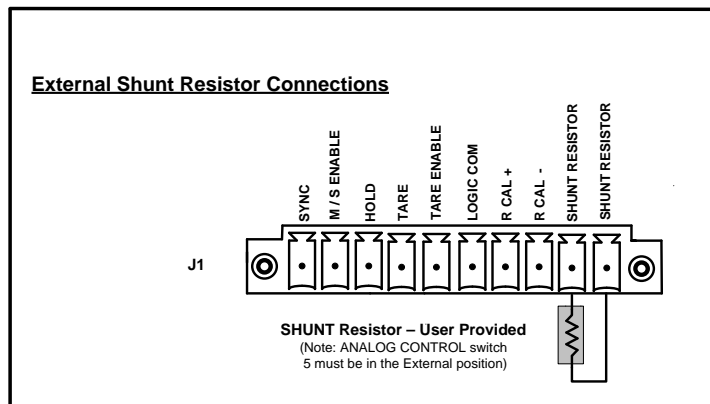 External Shunt Resistor Connections
SYNC
M / S ENABLE
HOLD
TARE
TARE ENABLE
LOGIC COM
R CAL +
R CAL -
SHUNT RESISTOR
SHUNT RESISTOR
J1
SHUNT Resistor – User Provided
(Note: ANALOG CONTROL switch
5 must be in the External position)